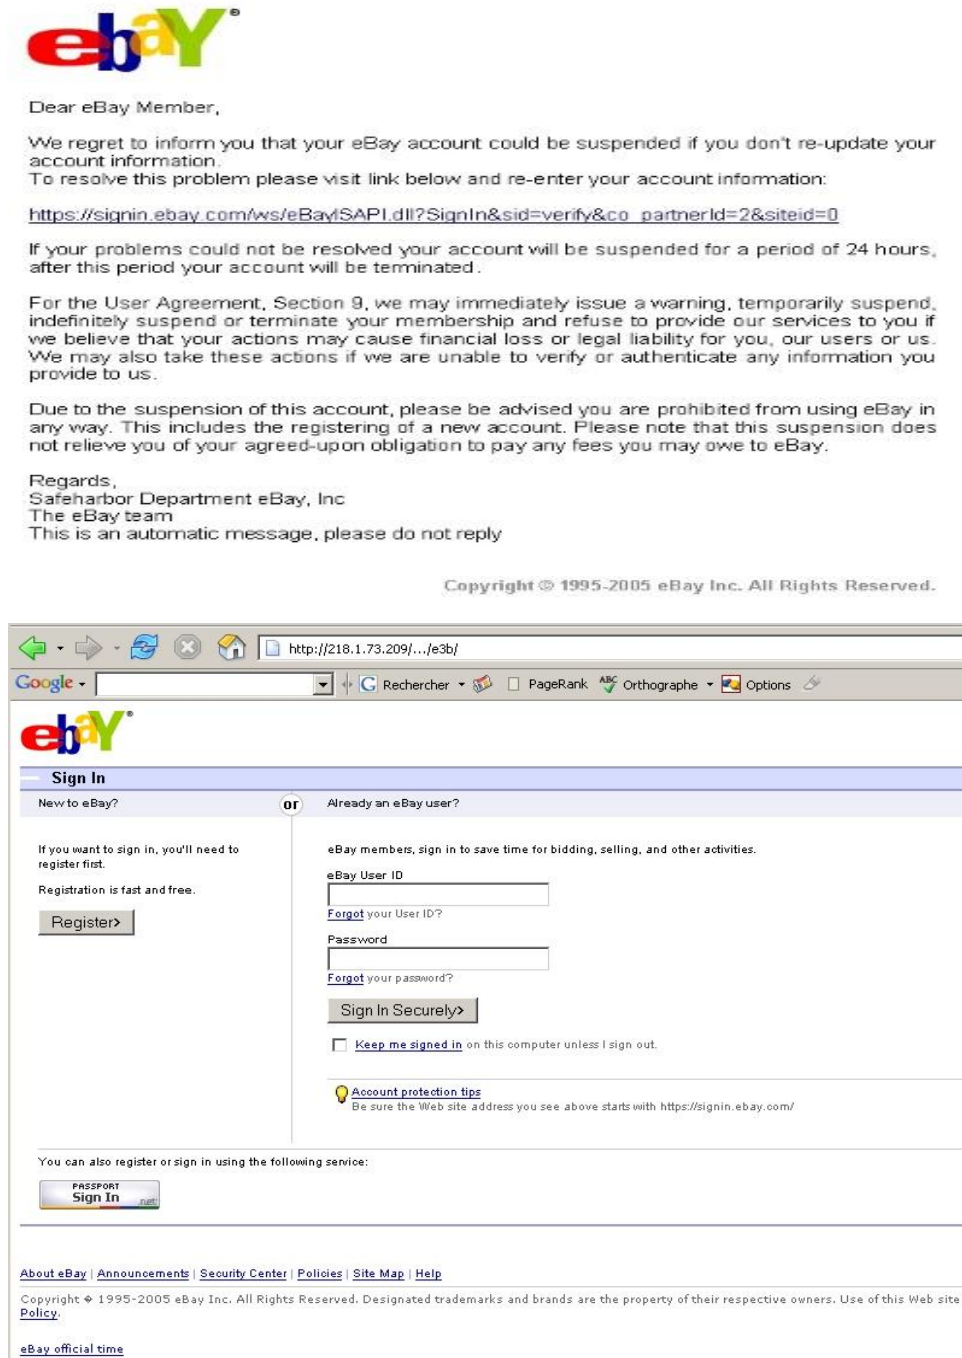 ebaY®
Dear eBay Member,
We regret to inform you that your eBay account could be suspended if you don't re-update your
account information.
To resolve this problem please visit link below and re-enter your account information:
https://signin.ebay.com/ws/eBayISAPI.dll?SignIn&sid=verify&co_partnerId=2&siteid=0
If your problems could not be resolved your account will be suspended for a period of 24 hours,
after this period your account will be terminated.
For the User Agreement, Section 9, we may immediately issue a warning, temporarily suspend,
indefinitely suspend or terminate your membership and refuse to provide our services to you if
we believe that your actions may cause financial loss or legal liability for you, our users or us.
We may also take these actions if we are unable to verify or authenticate any information you
provide to us.
Due to the suspension of this account, please be advised you are prohibited from using eBay in
any way. This includes the registering of a new account. Please note that this suspension does
not relieve you of your agreed-upon obligation to pay any fees you may owe to eBay.
Regards,
Safeharbor Department eBay, Inc
The eBay team
This is an automatic message, please do not reply
Copyright © 1995-2005 eBay Inc. All Rights Reserved.
http://218.1.73.209/.../e3b/
Google Rechercher PageRank ABC Orthographe Options
ebaY®
Sign In
New to eBay? or Already an eBay user?
If you want to sign in, you'll need to
register first.
Registration is fast and free.
Register>
eBay members, sign in to save time for bidding, selling, and other activities.
eBay User ID
Forgot your User ID?
Password
Forgot your password?
Sign In Securely>
Keep me signed in on this computer unless I sign out.
Account protection tips
Be sure the Web site address you see above starts with https://signin.ebay.com/
You can also register or sign in using the following service:
PASSPORT
Sign In .net
About eBay | Announcements | Security Center | Policies | Site Map | Help
Copyright � 1995-2005 eBay Inc. All Rights Reserved. Designated trademarks and brands are the property of their respective owners. Use of this Web site
Policy.
eBay official time